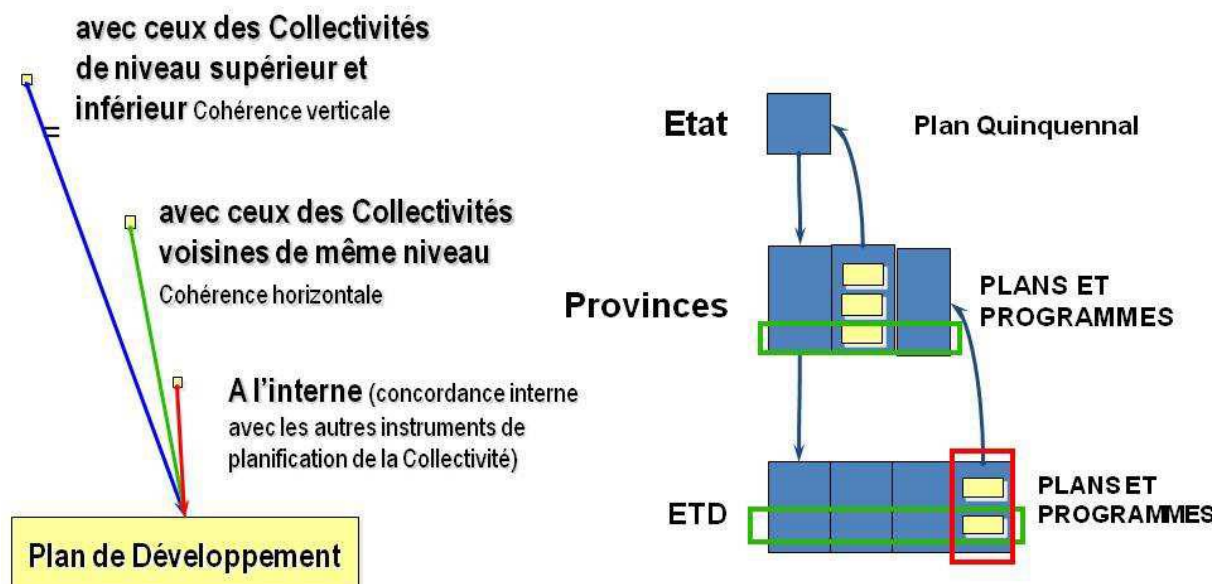 avec ceux des Collectivités
de niveau supérieur et
inférieur Cohérence verticale
=
avec ceux des Collectivités
voisines de même niveau
Cohérence horizontale
A l'interne (concordance interne
avec les autres instruments de
planification de la Collectivité)
Plan de Développement
Etat
Plan Quinquennal
Provinces
PLANS ET
PROGRAMMES
ETD
PLANS ET
PROGRAMMES